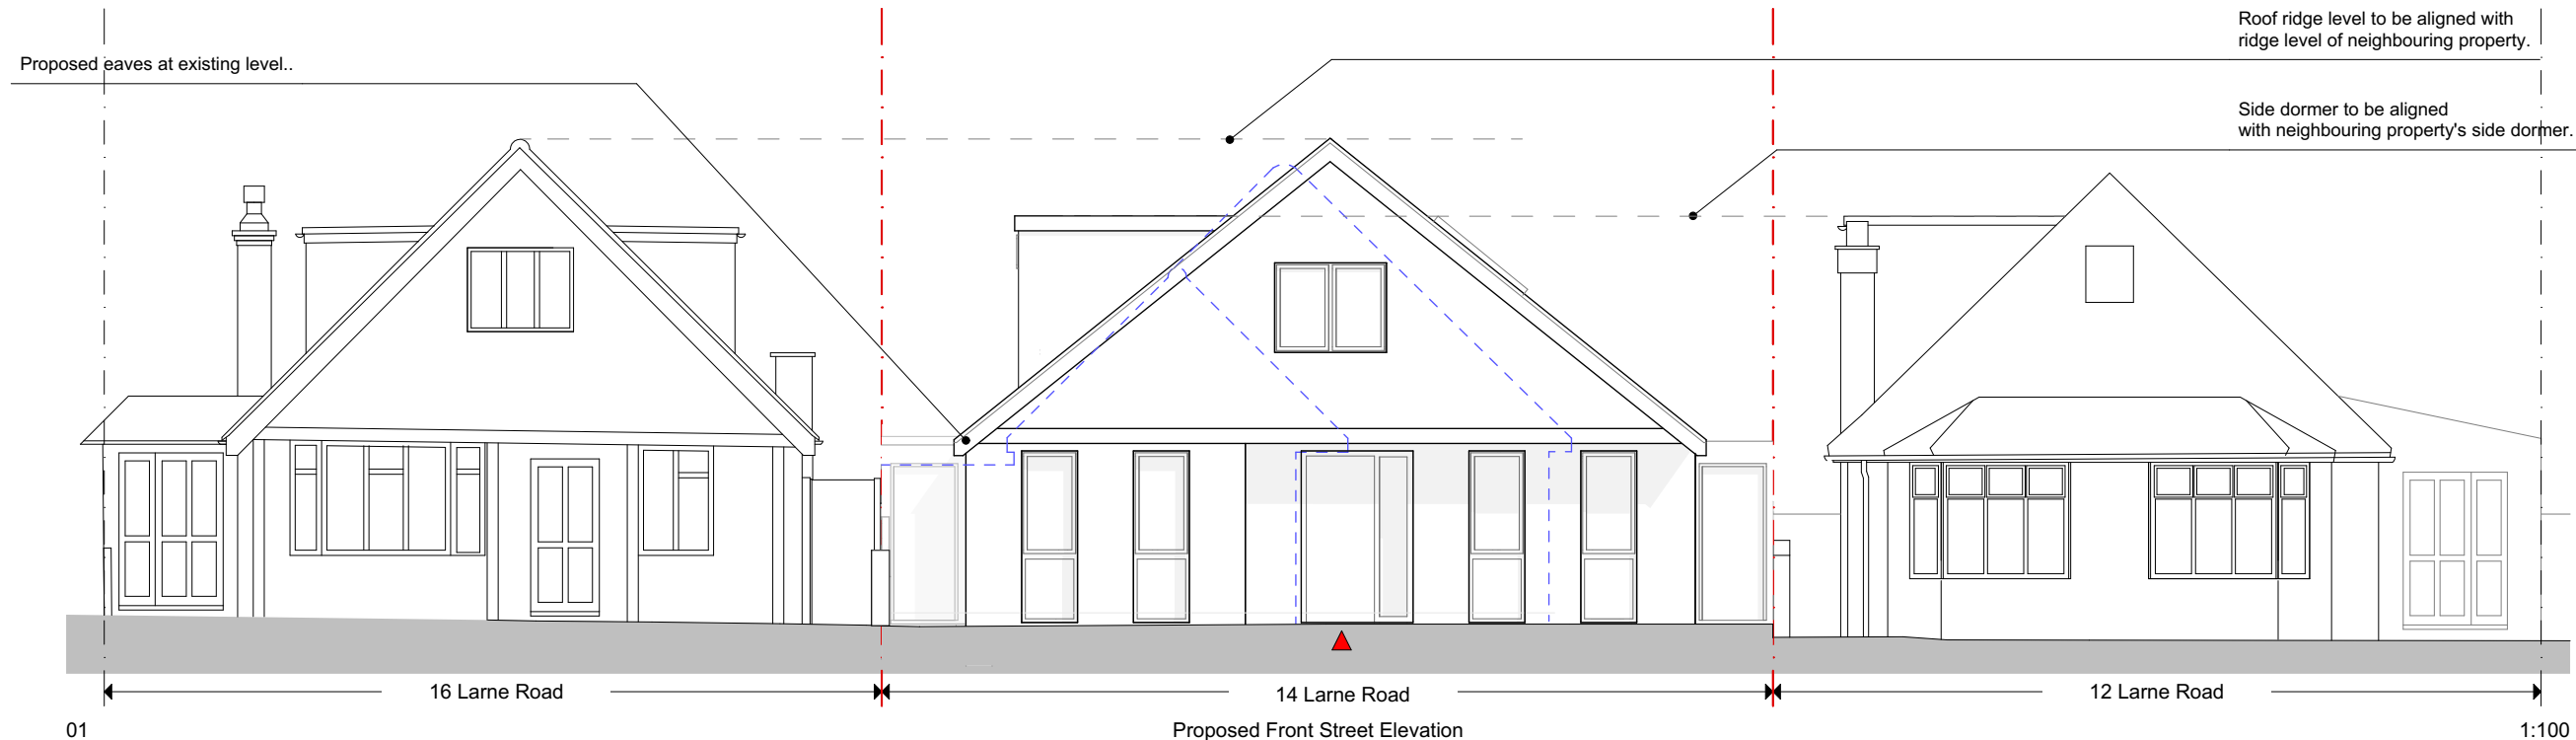 Roof ridge level to be aligned with
ridge level of neighbouring property.
Proposed eaves at existing level..
Side dormer to be aligned
with neighbouring property's side dormer.
16 Larne Road
14 Larne Road
12 Larne Road
01
Proposed Front Street Elevation
1:100